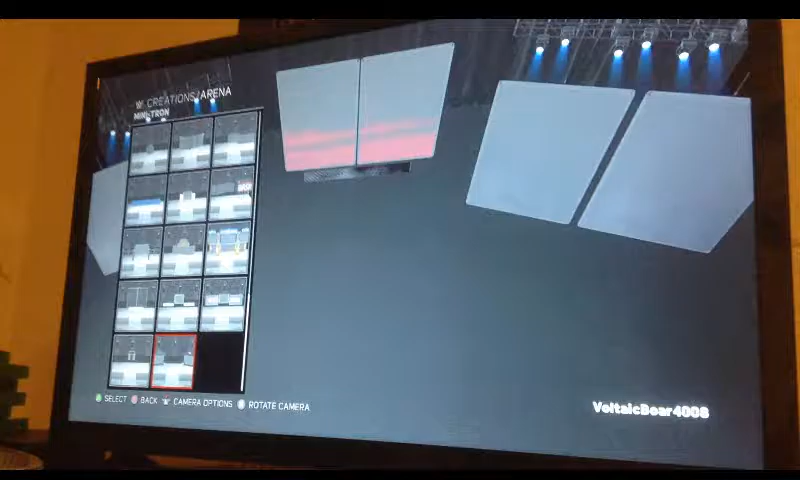 CREATIONS/ARENA
MINI-TRON
SELECT BACK CAMERA OPTIONS ROTATE CAMERA
VoltaicBear4008